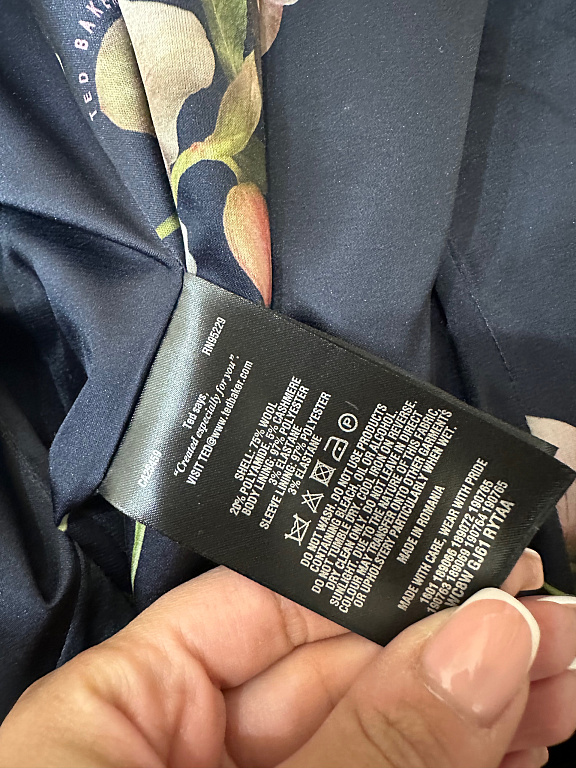 TED BAK
RN95229
Ted says,
"Created especially for you".
VISIT TED@www.tedbaker.com
SHELL: 75% WOOL
20% POLYAMIDE, 5% CASHMERE
BODY LINING: 97% POLYESTER
3% ELASTANE
SLEEVE LINING: 97% POLYESTER
3% ELASTANE
P
DO NOT WASH. DO NOT USE PRODUCTS
CONTAINING BLEACH OR ALCOHOL.
DO NOT TUMBLE DRY. COOL IRON ON REVERSE.
DRY CLEAN ONLY. DO NOT LEAVE IN DIRECT
SUNLIGHT. DUE TO THE NATURE OF THIS FABRIC,
COLOUR MAY TRANSFER ONTO OTHER GARMENTS
OR UPHOLSTERY, PARTICULARLY WHEN WET.
MADE IN ROMANIA
MADE WITH CARE. WEAR WITH PRIDE
WC0W GJ61 RYTAA